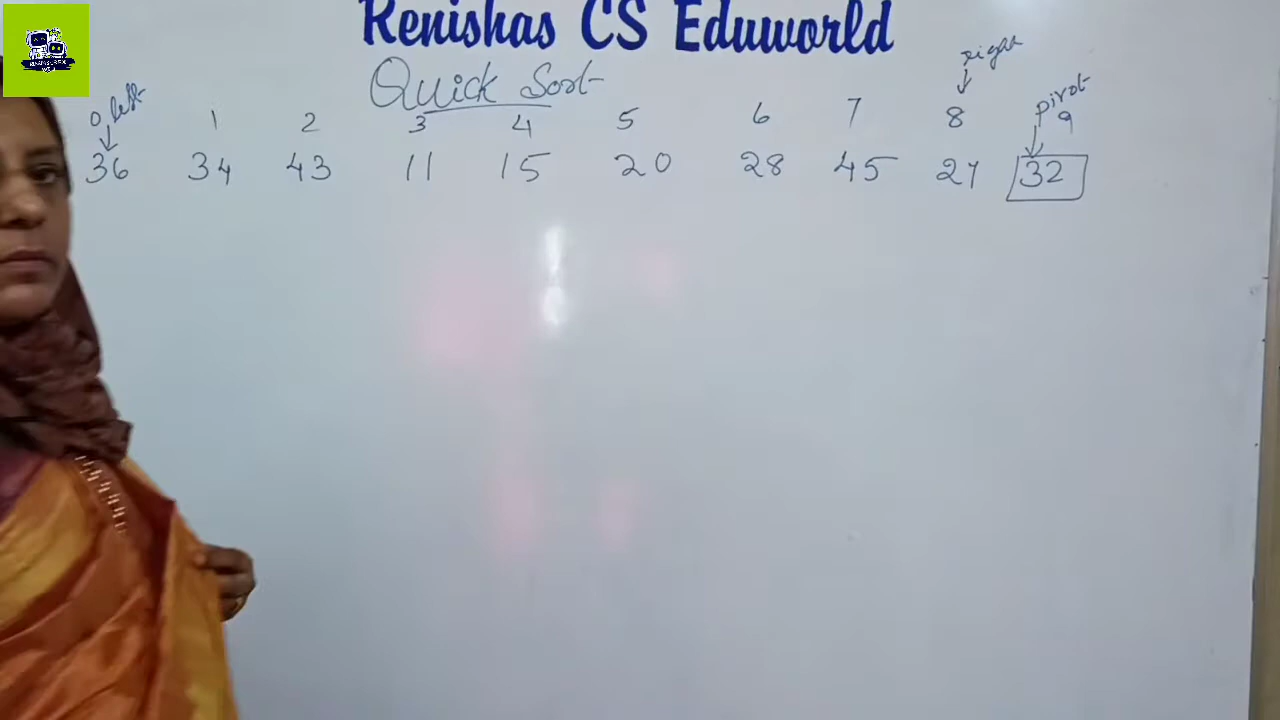 Renishas CS Eduworld
Quick Sort
right
0 left 1 2 3 4 5 6 7 8 pivot 9
36 34 43 11 15 20 28 45 27 32